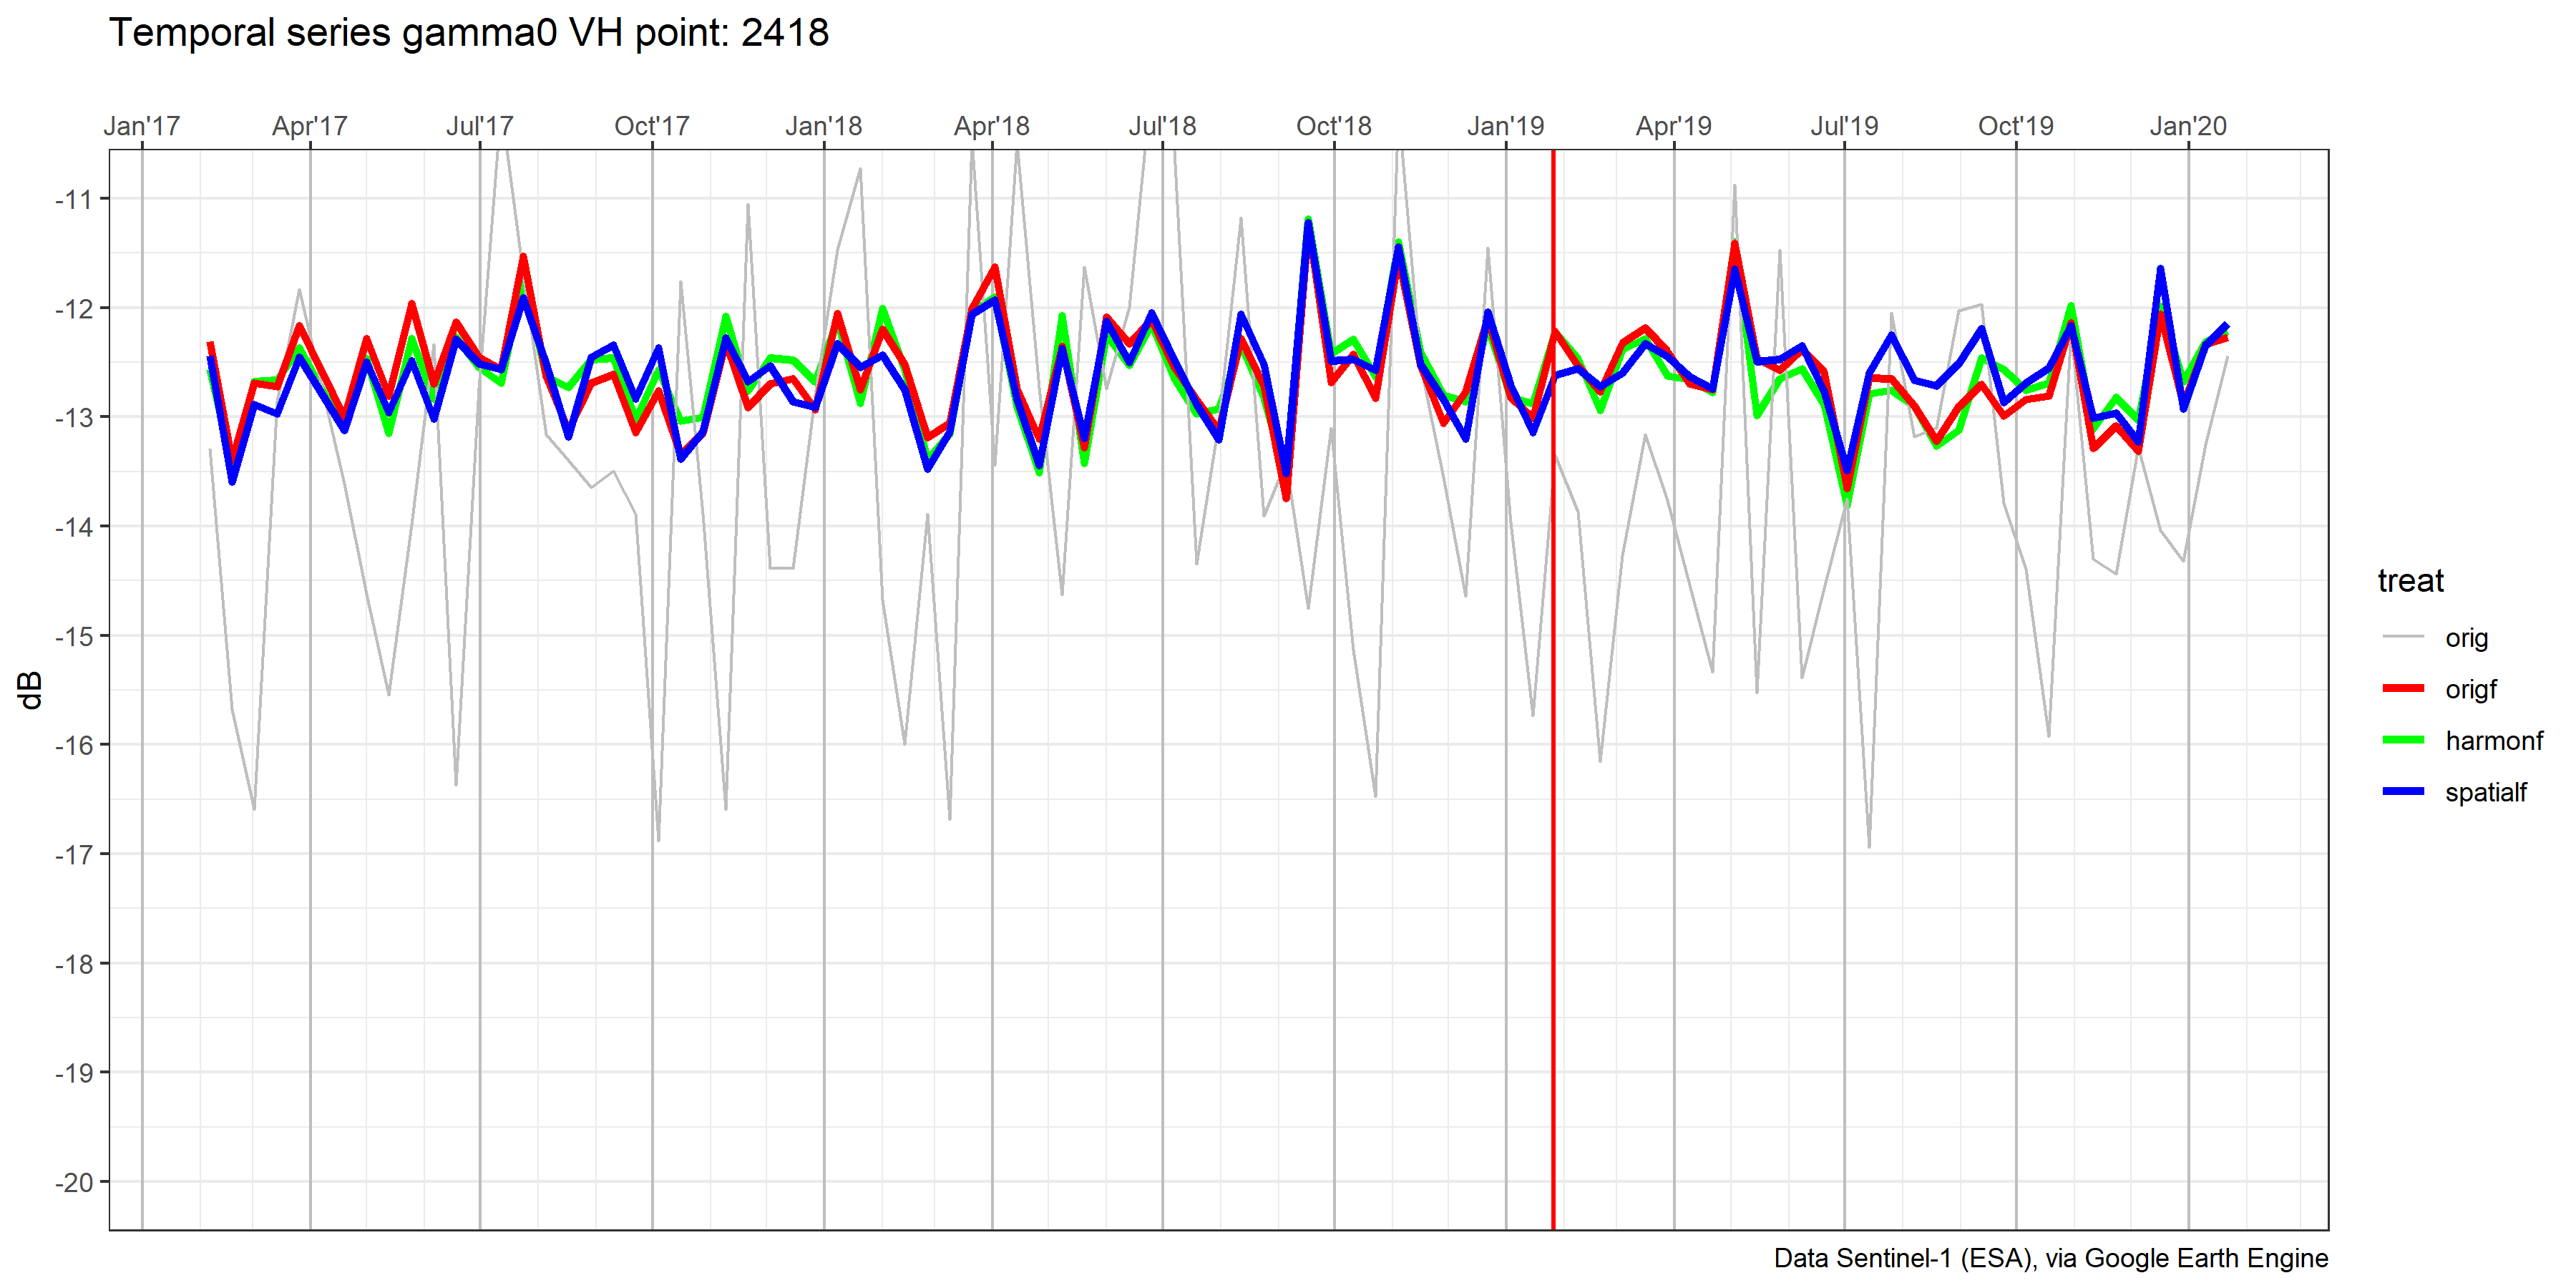 Temporal series gamma0 VH point: 2418
Jan'17 Apr'17 Jul'17 Oct'17 Jan'18 Apr'18 Jul'18 Oct'18 Jan'19 Apr'19 Jul'19 Oct'19 Jan'20
-11
-12
-13
-14
-15
-16
-17
-18
-19
-20
dB
treat
orig
origf
harmonf
spatialf
Data Sentinel-1 (ESA), via Google Earth Engine